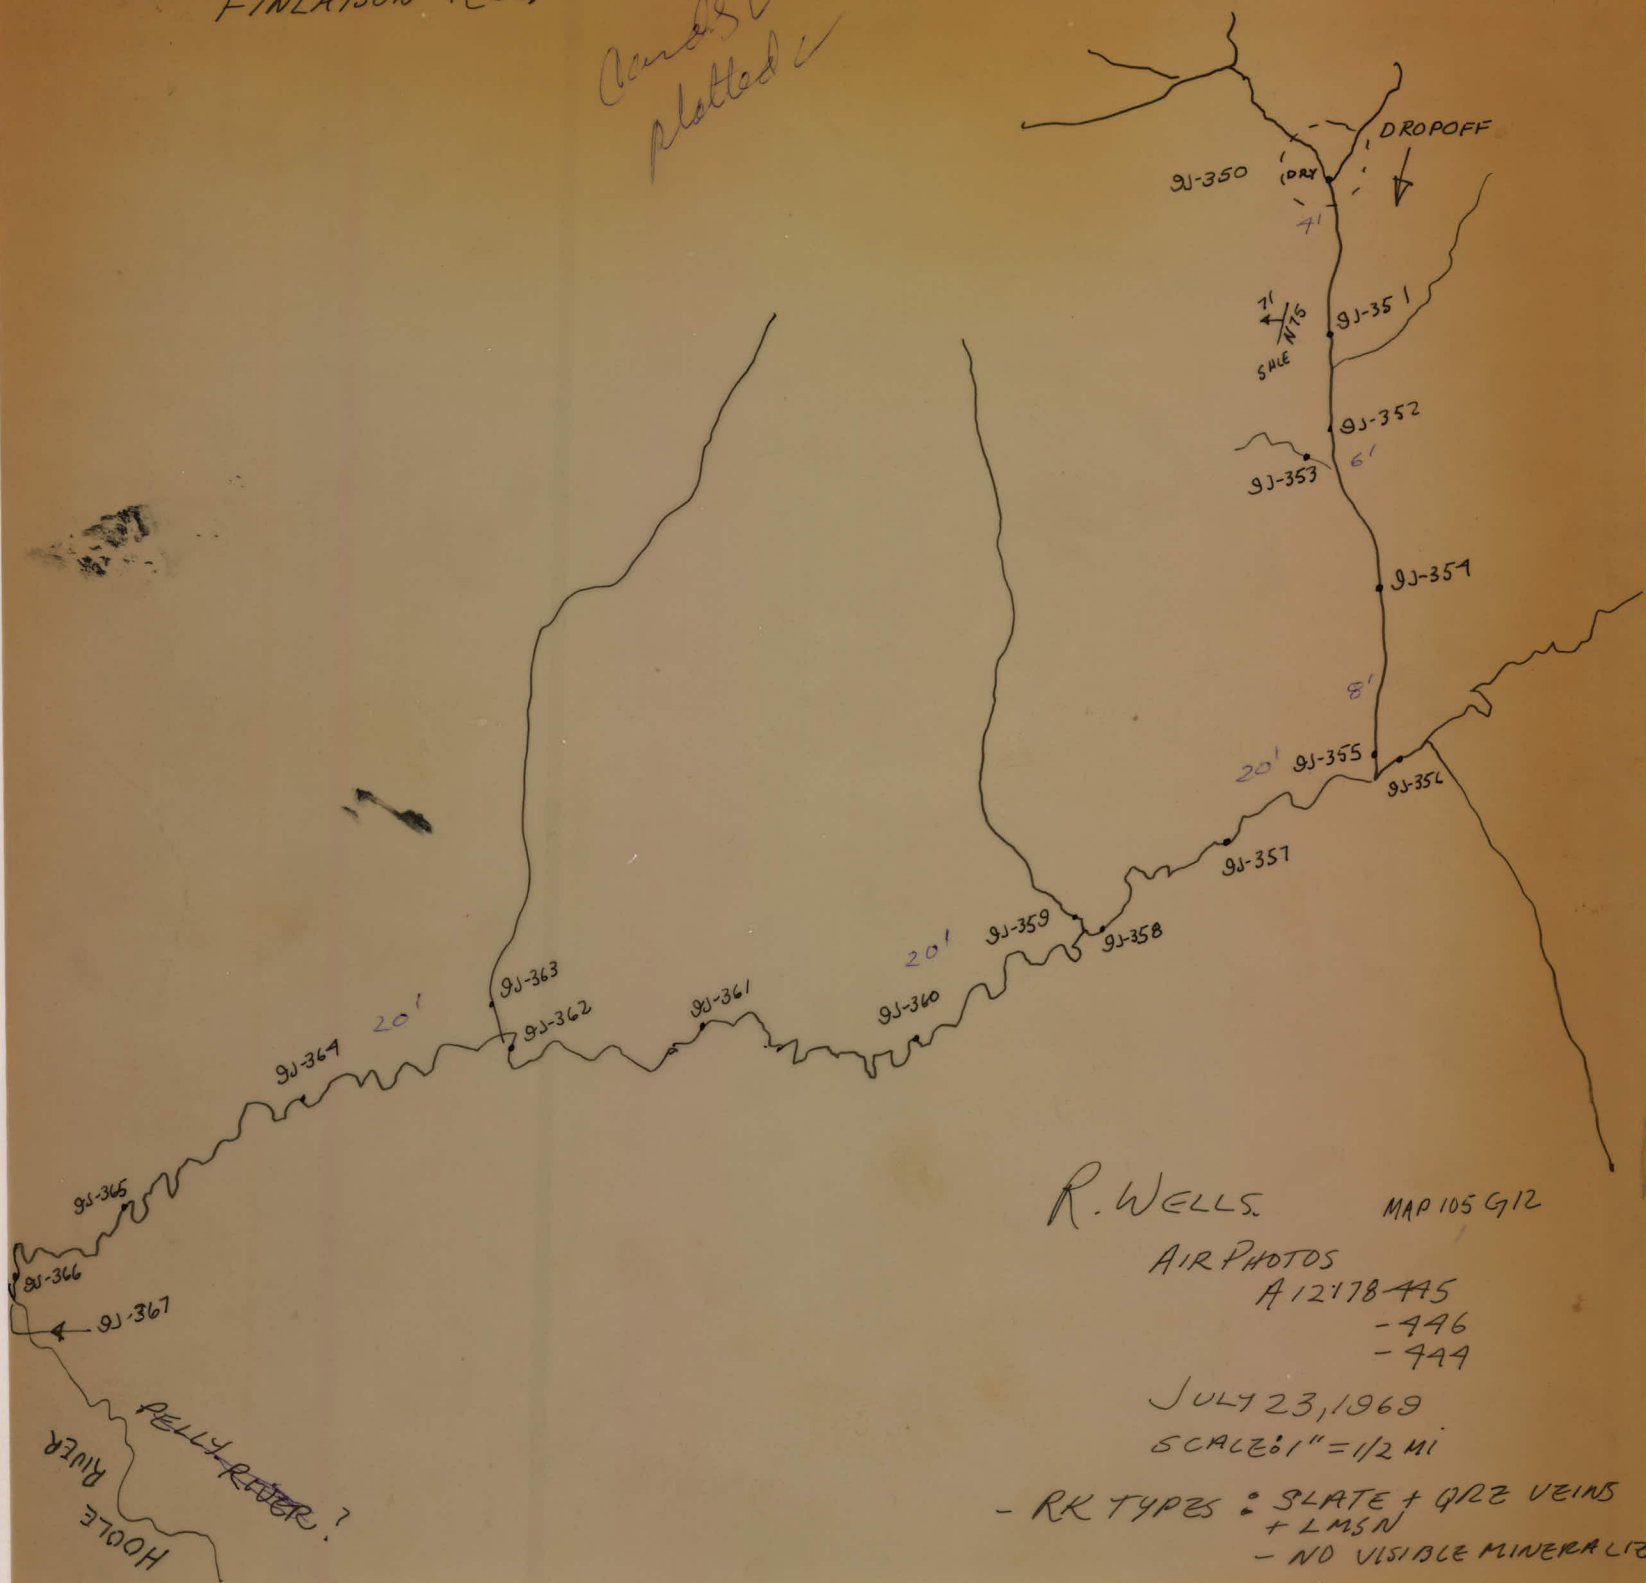 FINLAYSON
plotted
DROPOFF
9J-350
(DRY
4'
71
N75
SALE
9J-351
9J-352
6'
9J-353
9J-354
8'
20'
9J-355
9J-356
9J-357
9J-359
9J-358
20'
9J-360
9J-361
9J-363
9J-362
20'
9J-364
9J-365
9J-366
9J-367
PELLY RIVER ?
HOOLE
RIVER
R. WELLS.
MAP 105 G12
AIR PHOTOS
A12178-445
-446
-444
JULY 23, 1969
SCALE: 1" = 1/2 MI
- RK TYPES : SLATE + QRZ VEINS
+ LMSN
- NO VISIBLE MINERALIZ